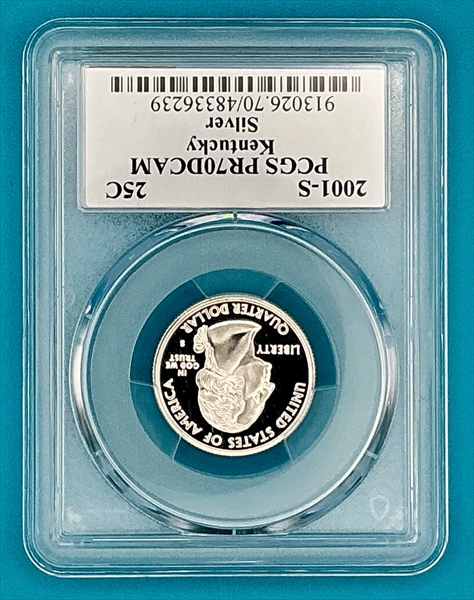 2001-S 25C
PCGS PR70DCAM
Kentucky
Silver
913026.70/48336239
UNITED STATES OF AMERICA
LIBERTY
IN
GOD WE
TRUST
S
QUARTER DOLLAR